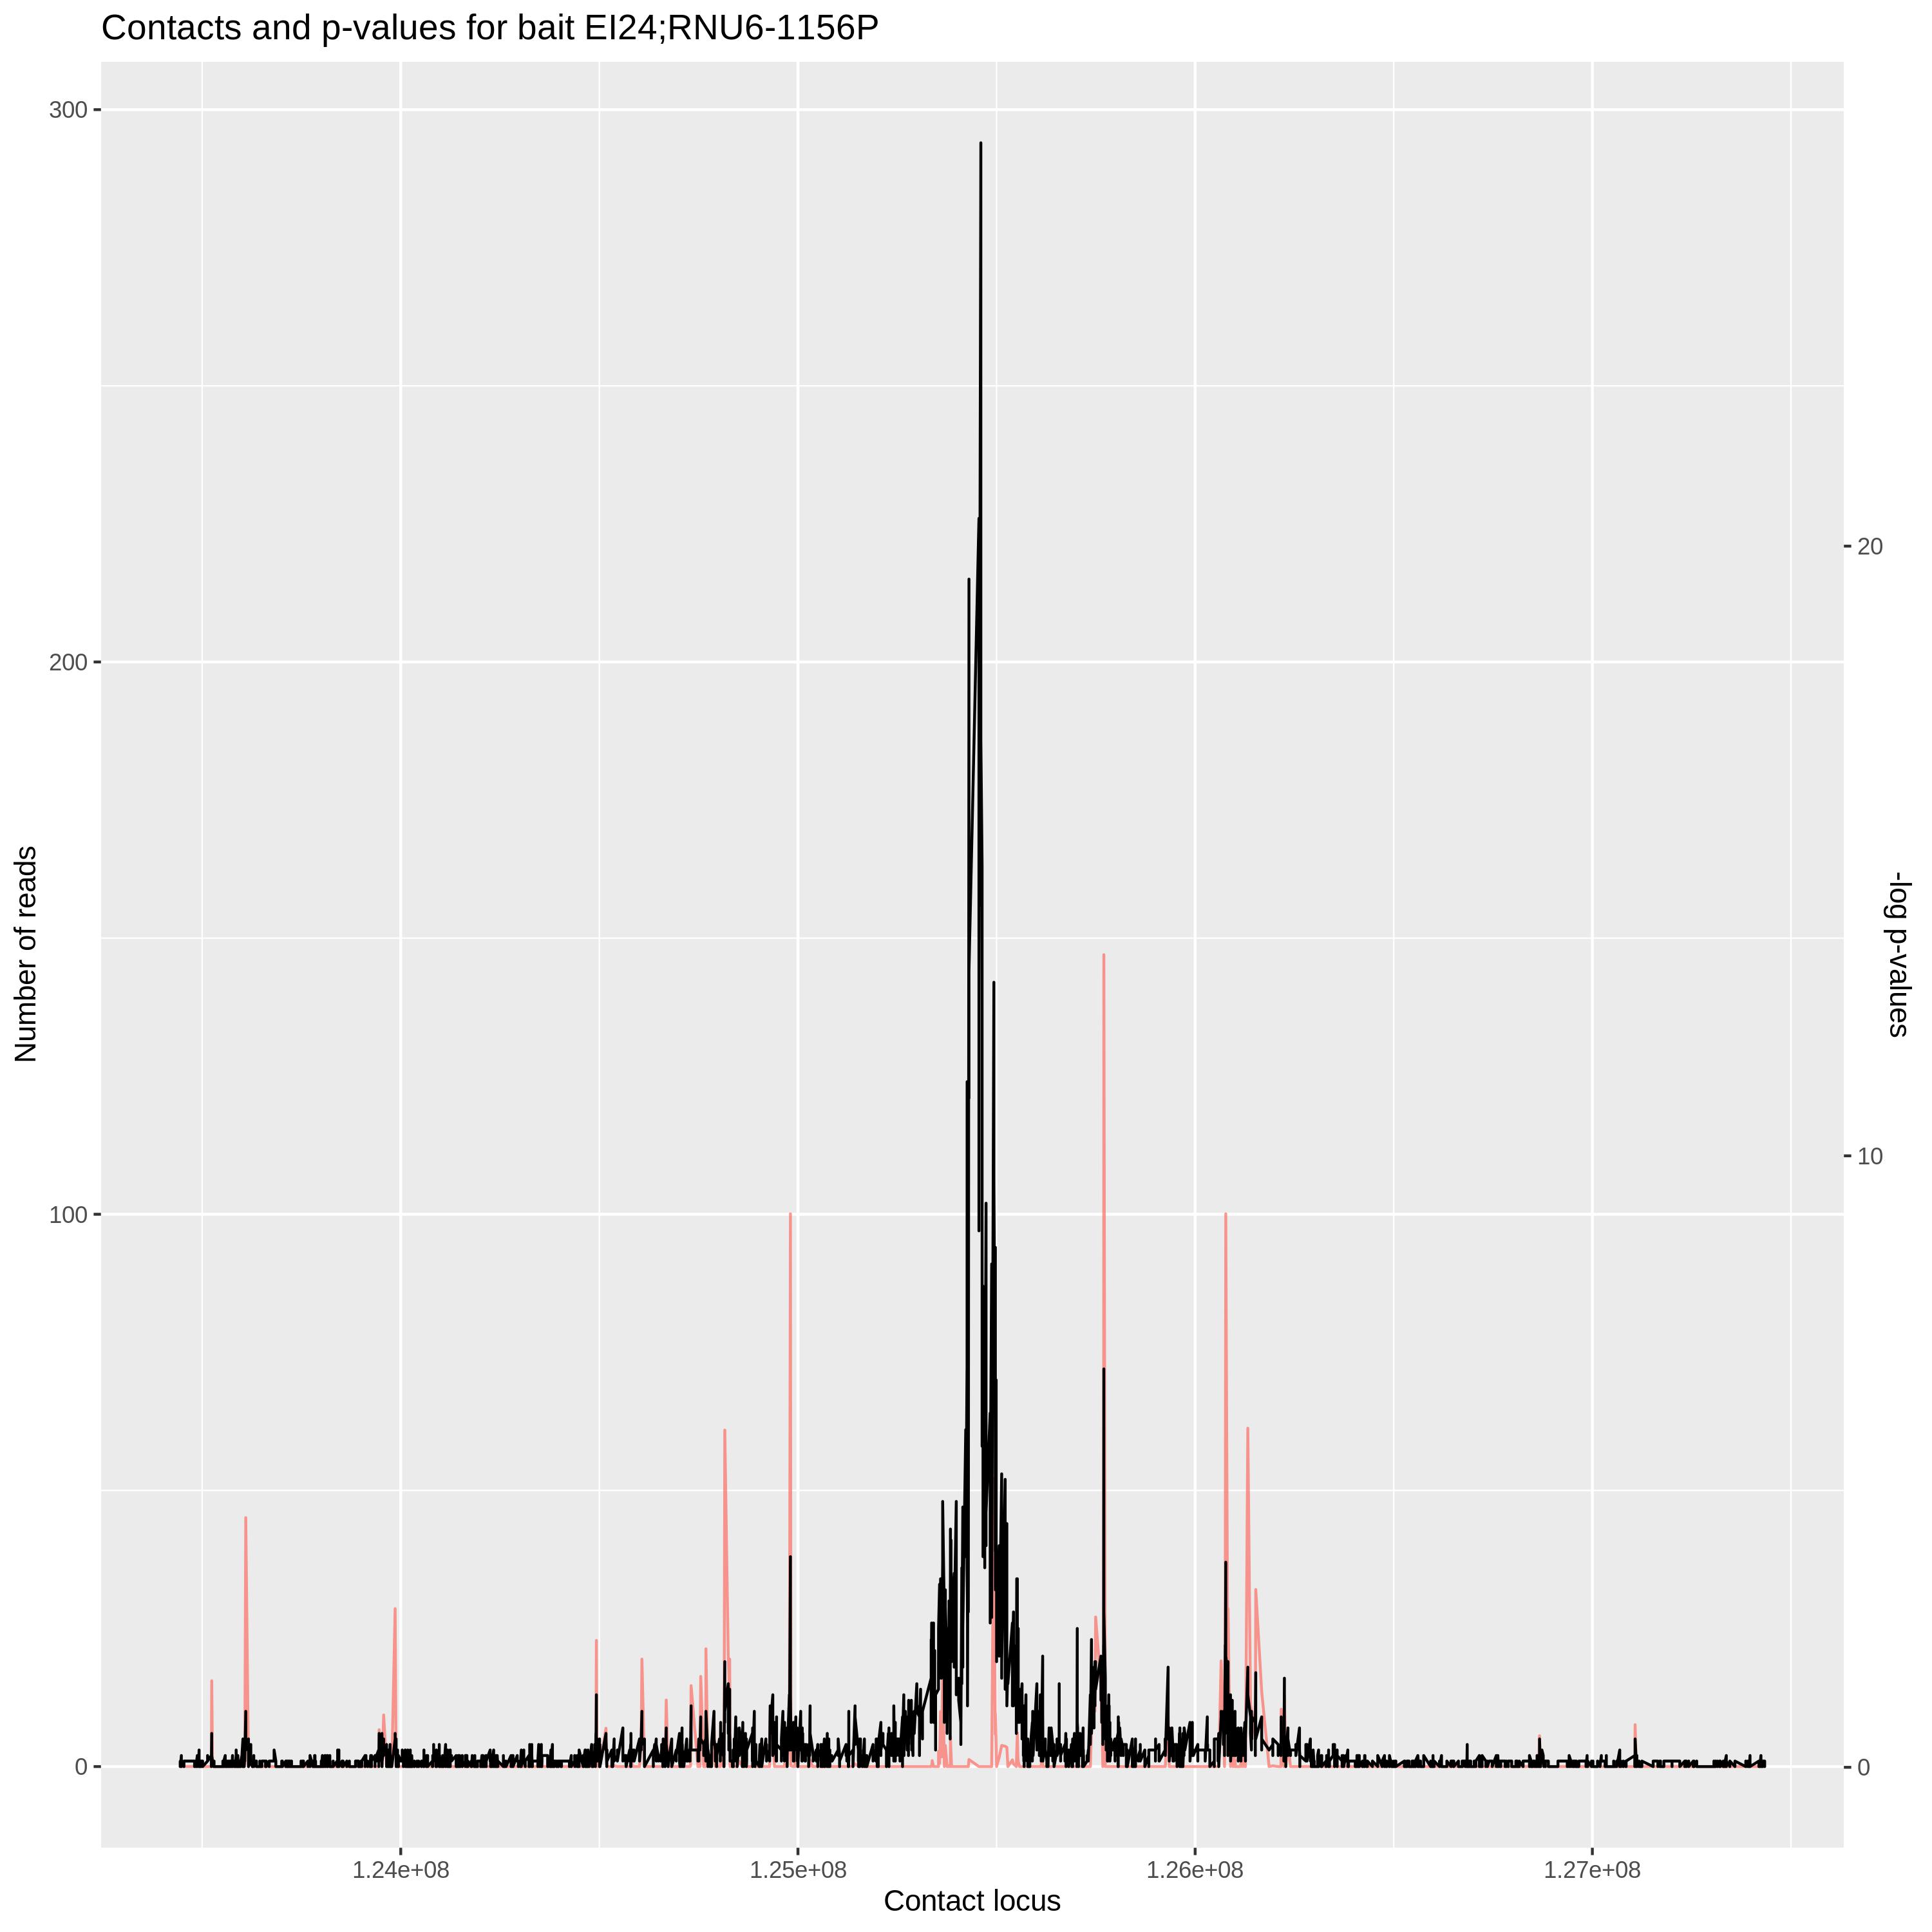 Contacts and p-values for bait EI24;RNU6-1156P
300
200
100
0
Number of reads
20
10
0
-log p-values
1.24e+08
1.25e+08
1.26e+08
1.27e+08
Contact locus